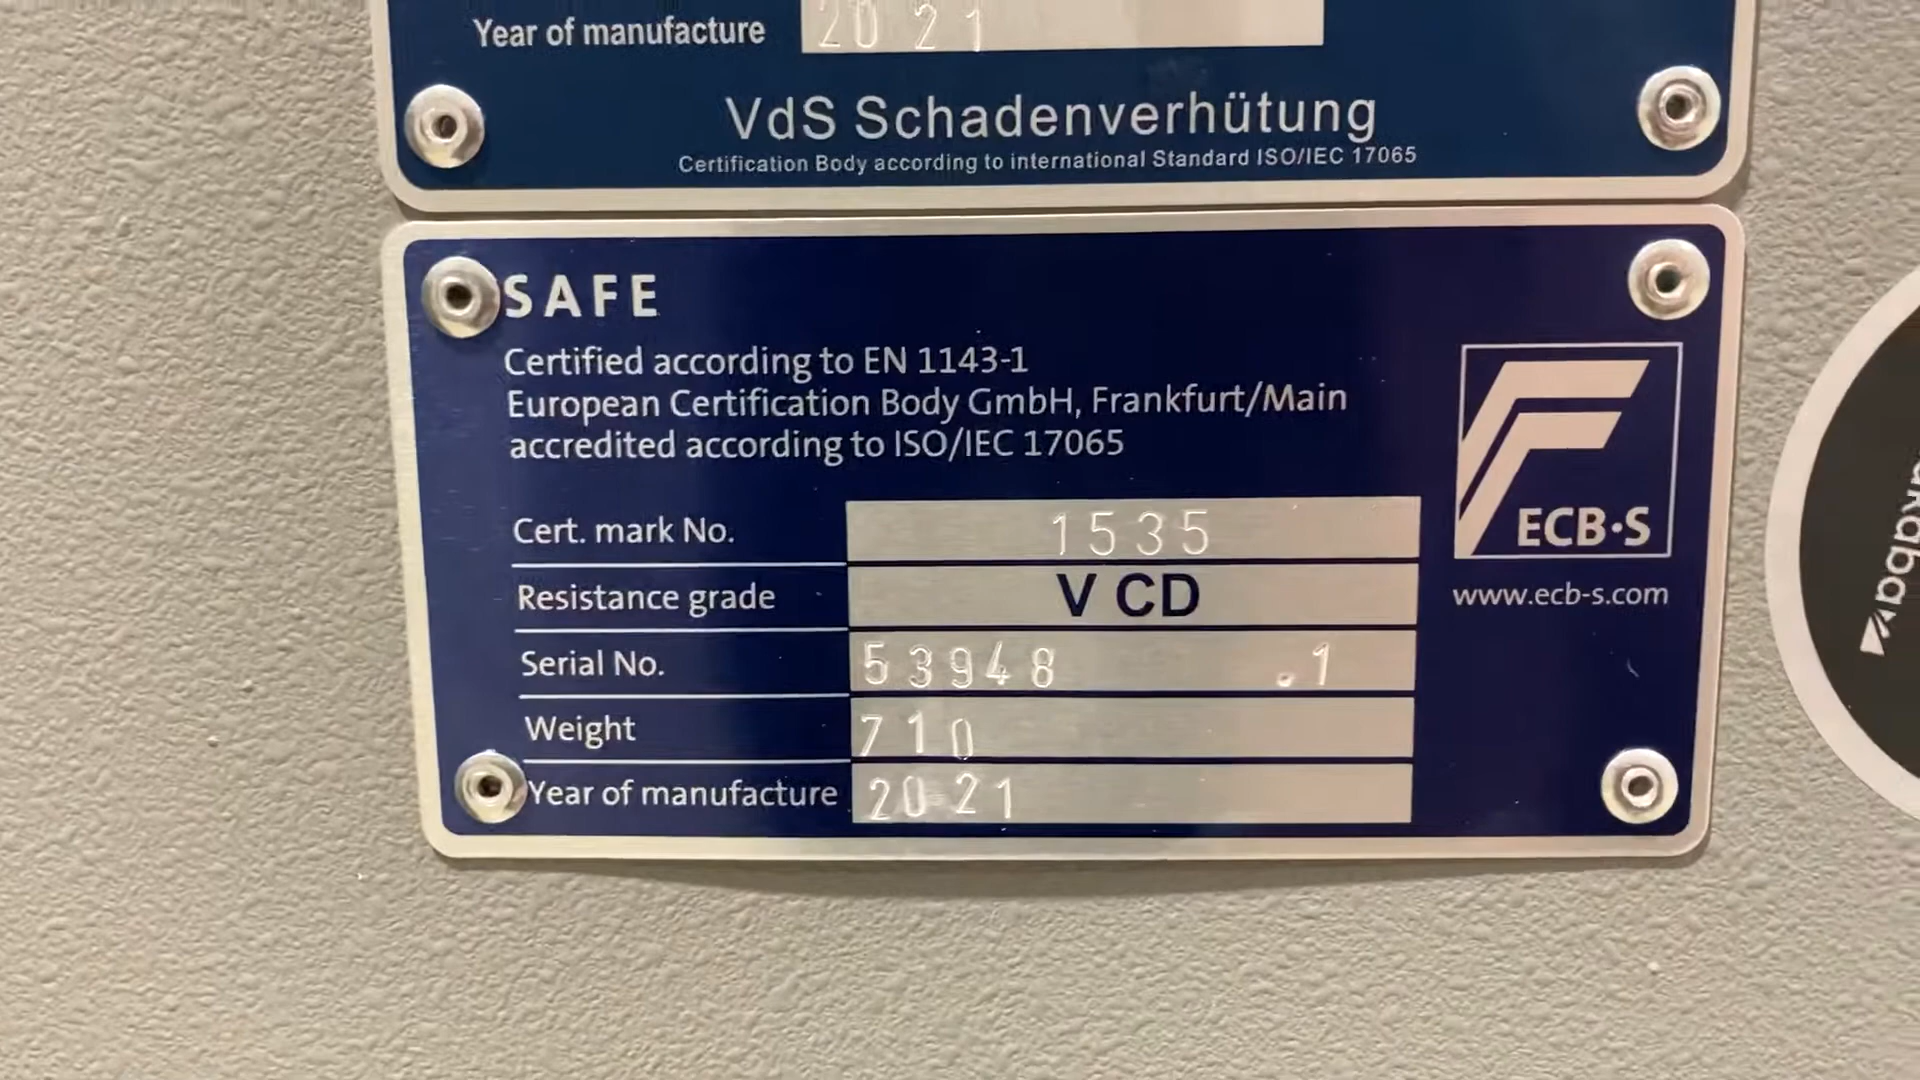 Year of manufacture 2021
VdS Schadenverhütung
Certification Body according to international Standard ISO/IEC 17065
SAFE
Certified according to EN 1143-1
European Certification Body GmbH, Frankfurt/Main
accredited according to ISO/IEC 17065
ECB·S
www.ecb-s.com
Cert. mark No. 1535
Resistance grade V CD
Serial No. 53948 .1
Weight 710
Year of manufacture 2021